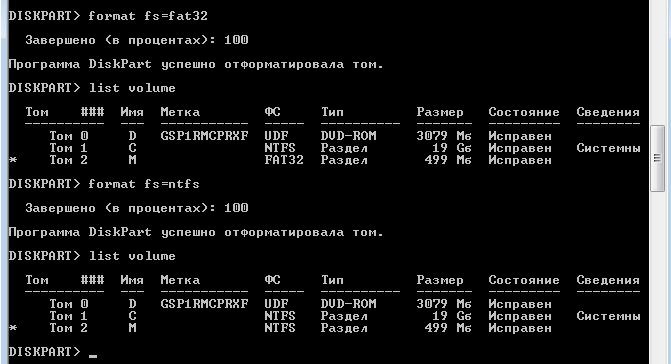 DISKPART> format fs=fat32
Завершено (в процентах): 100
Программа DiskPart успешно отформатировала том.
DISKPART> list volume
Том ### Имя Метка ФС Тип Размер Состояние Сведения
---------- --- ----------- ----- ---------- ------- --------- --------
Том 0 D GSP1RMCPRXF UDF DVD-ROM 3079 Мб Исправен
Том 1 C NTFS Раздел 19 Gб Исправен Системны
* Том 2 M FAT32 Раздел 499 Мб Исправен
DISKPART> format fs=ntfs
Завершено (в процентах): 100
Программа DiskPart успешно отформатировала том.
DISKPART> list volume
Том ### Имя Метка ФС Тип Размер Состояние Сведения
---------- --- ----------- ----- ---------- ------- --------- --------
Том 0 D GSP1RMCPRXF UDF DVD-ROM 3079 Мб Исправен
Том 1 C NTFS Раздел 19 Gб Исправен Системны
* Том 2 M NTFS Раздел 499 Мб Исправен
DISKPART> _